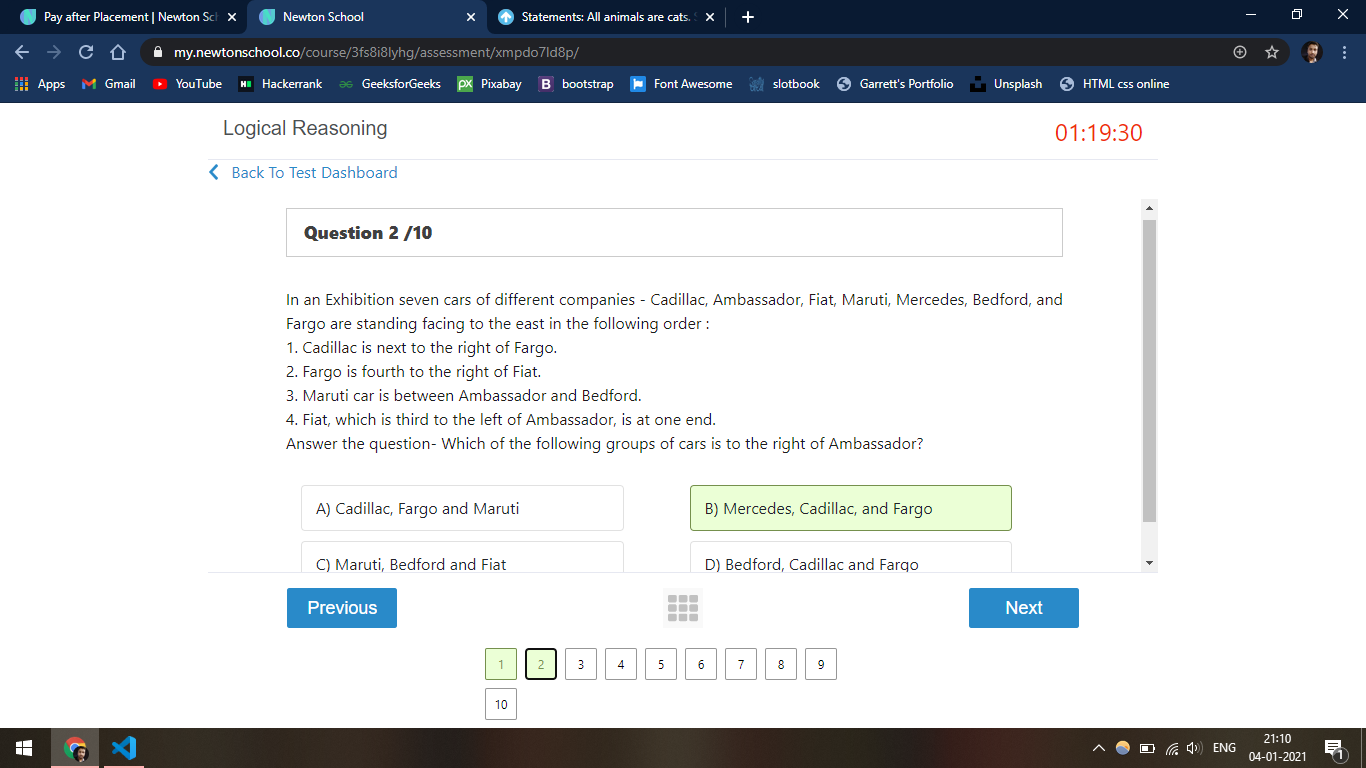 Pay after Placement | Newton Sch
Newton School
Statements: All animals are cats.
my.newtonschool.co/course/3fs8i8lyhg/assessment/xmpdo7ld8p/
Apps Gmail YouTube Hackerrank GeeksforGeeks Pixabay bootstrap Font Awesome slotbook Garrett's Portfolio Unsplash HTML css online
Logical Reasoning
01:19:30
Back To Test Dashboard
Question 2 /10
In an Exhibition seven cars of different companies - Cadillac, Ambassador, Fiat, Maruti, Mercedes, Bedford, and
Fargo are standing facing to the east in the following order :
1. Cadillac is next to the right of Fargo.
2. Fargo is fourth to the right of Fiat.
3. Maruti car is between Ambassador and Bedford.
4. Fiat, which is third to the left of Ambassador, is at one end.
Answer the question- Which of the following groups of cars is to the right of Ambassador?
A) Cadillac, Fargo and Maruti
B) Mercedes, Cadillac, and Fargo
C) Maruti, Bedford and Fiat
D) Bedford, Cadillac and Fargo
Previous
Next
1 2 3 4 5 6 7 8 9
10
ENG
21:10
04-01-2021
1